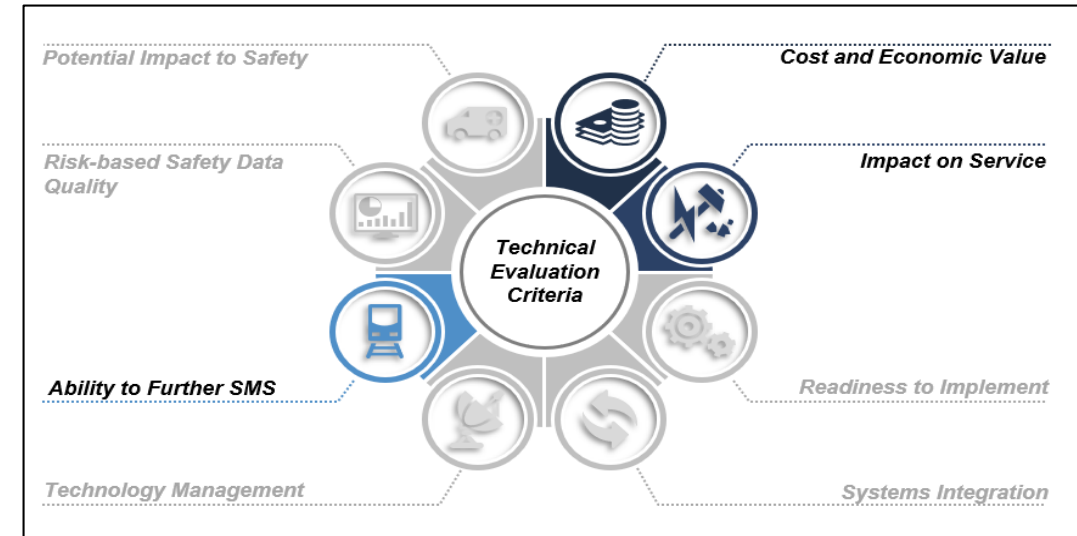 Potential Impact to Safety
Cost and Economic Value
Risk-based Safety Data
Quality
Impact on Service
Technical
Evaluation
Criteria
Ability to Further SMS
Readiness to Implement
Technology Management
Systems Integration